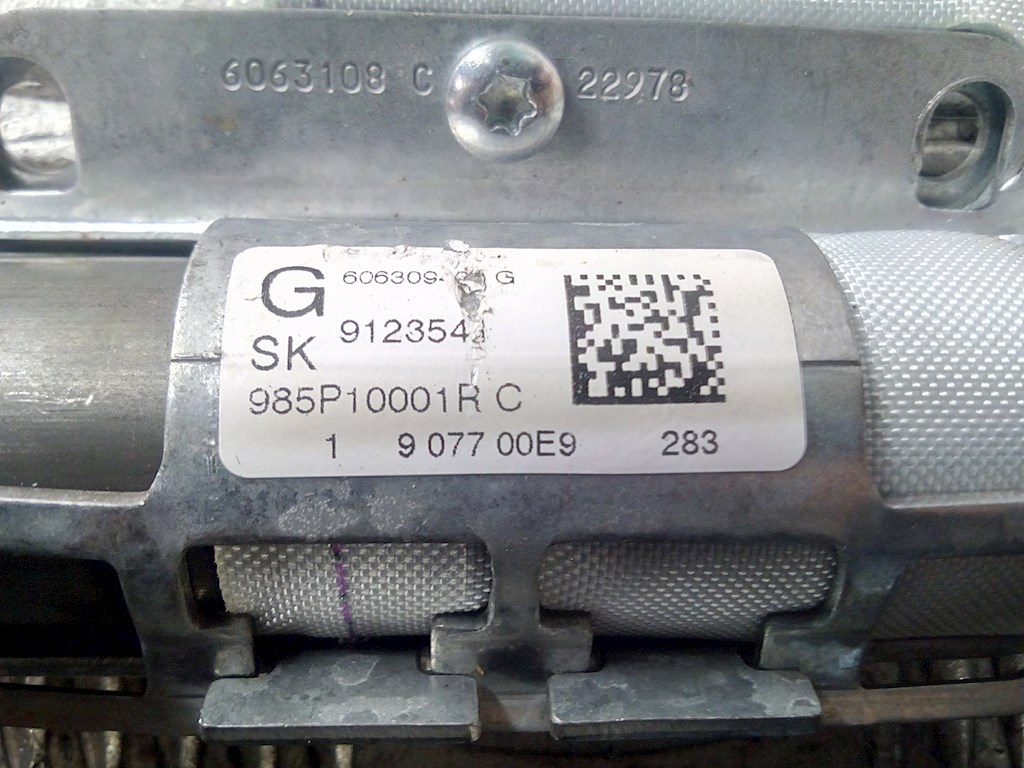 6063108 C 22978
G
SK
985P10001R C
1 9 077 00E9 283